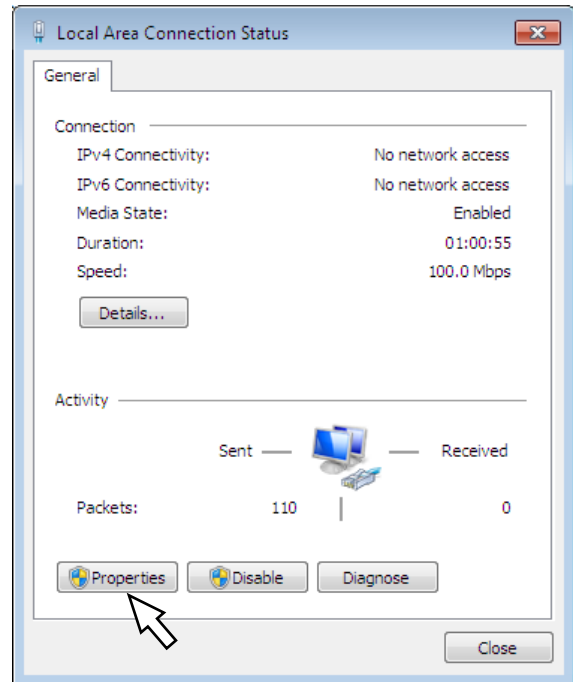 Local Area Connection Status
General
Connection
IPv4 Connectivity: No network access
IPv6 Connectivity: No network access
Media State: Enabled
Duration: 01:00:55
Speed: 100.0 Mbps
Details...
Activity
Sent Received
Packets: 110 0
Properties Disable Diagnose
Close